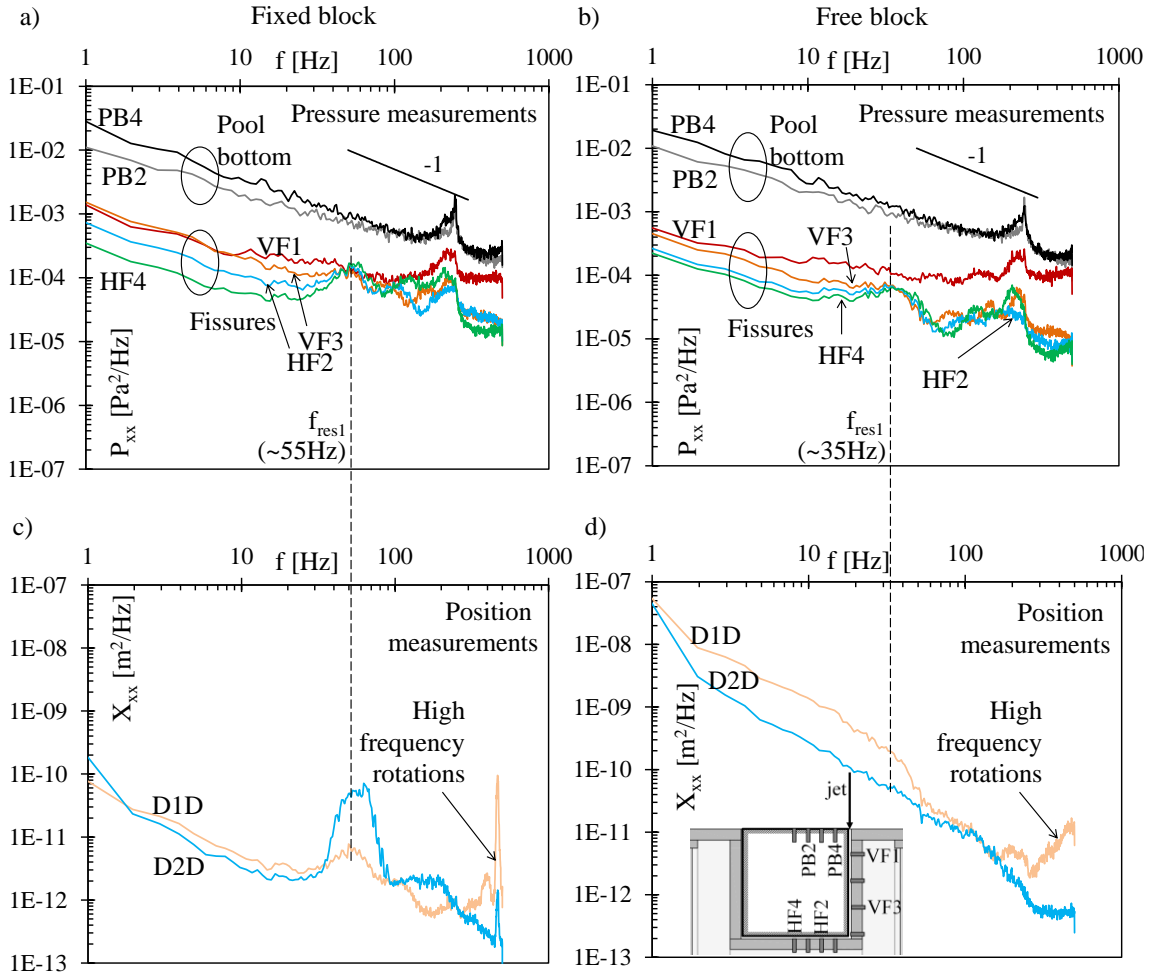 a)
Fixed block
f [Hz]
1
10
100
1000
1E-01
1E-02
1E-03
1E-04
1E-05
1E-06
1E-07
P_xx [Pa²/Hz]
Pressure measurements
PB4
Pool
bottom
-1
PB2
VF1
HF4
Fissures
VF3
HF2
f_res1
(~55Hz)
b)
Free block
f [Hz]
1
10
100
1000
1E-01
1E-02
1E-03
1E-04
1E-05
1E-06
1E-07
P_xx [Pa²/Hz]
Pressure measurements
PB4
Pool
bottom
-1
PB2
VF1
VF3
Fissures
HF4
HF2
f_res1
(~35Hz)
c)
f [Hz]
1
10
100
1000
1E-07
1E-08
1E-09
1E-10
1E-11
1E-12
1E-13
X_xx [m²/Hz]
Position
measurements
High
frequency
rotations
D1D
D2D
d)
f [Hz]
1
10
100
1000
1E-07
1E-08
1E-09
1E-10
1E-11
1E-12
1E-13
X_xx [m²/Hz]
Position
measurements
D1D
D2D
High
frequency
rotations
jet
PB2
PB4
VF1
HF4
HF2
VF3